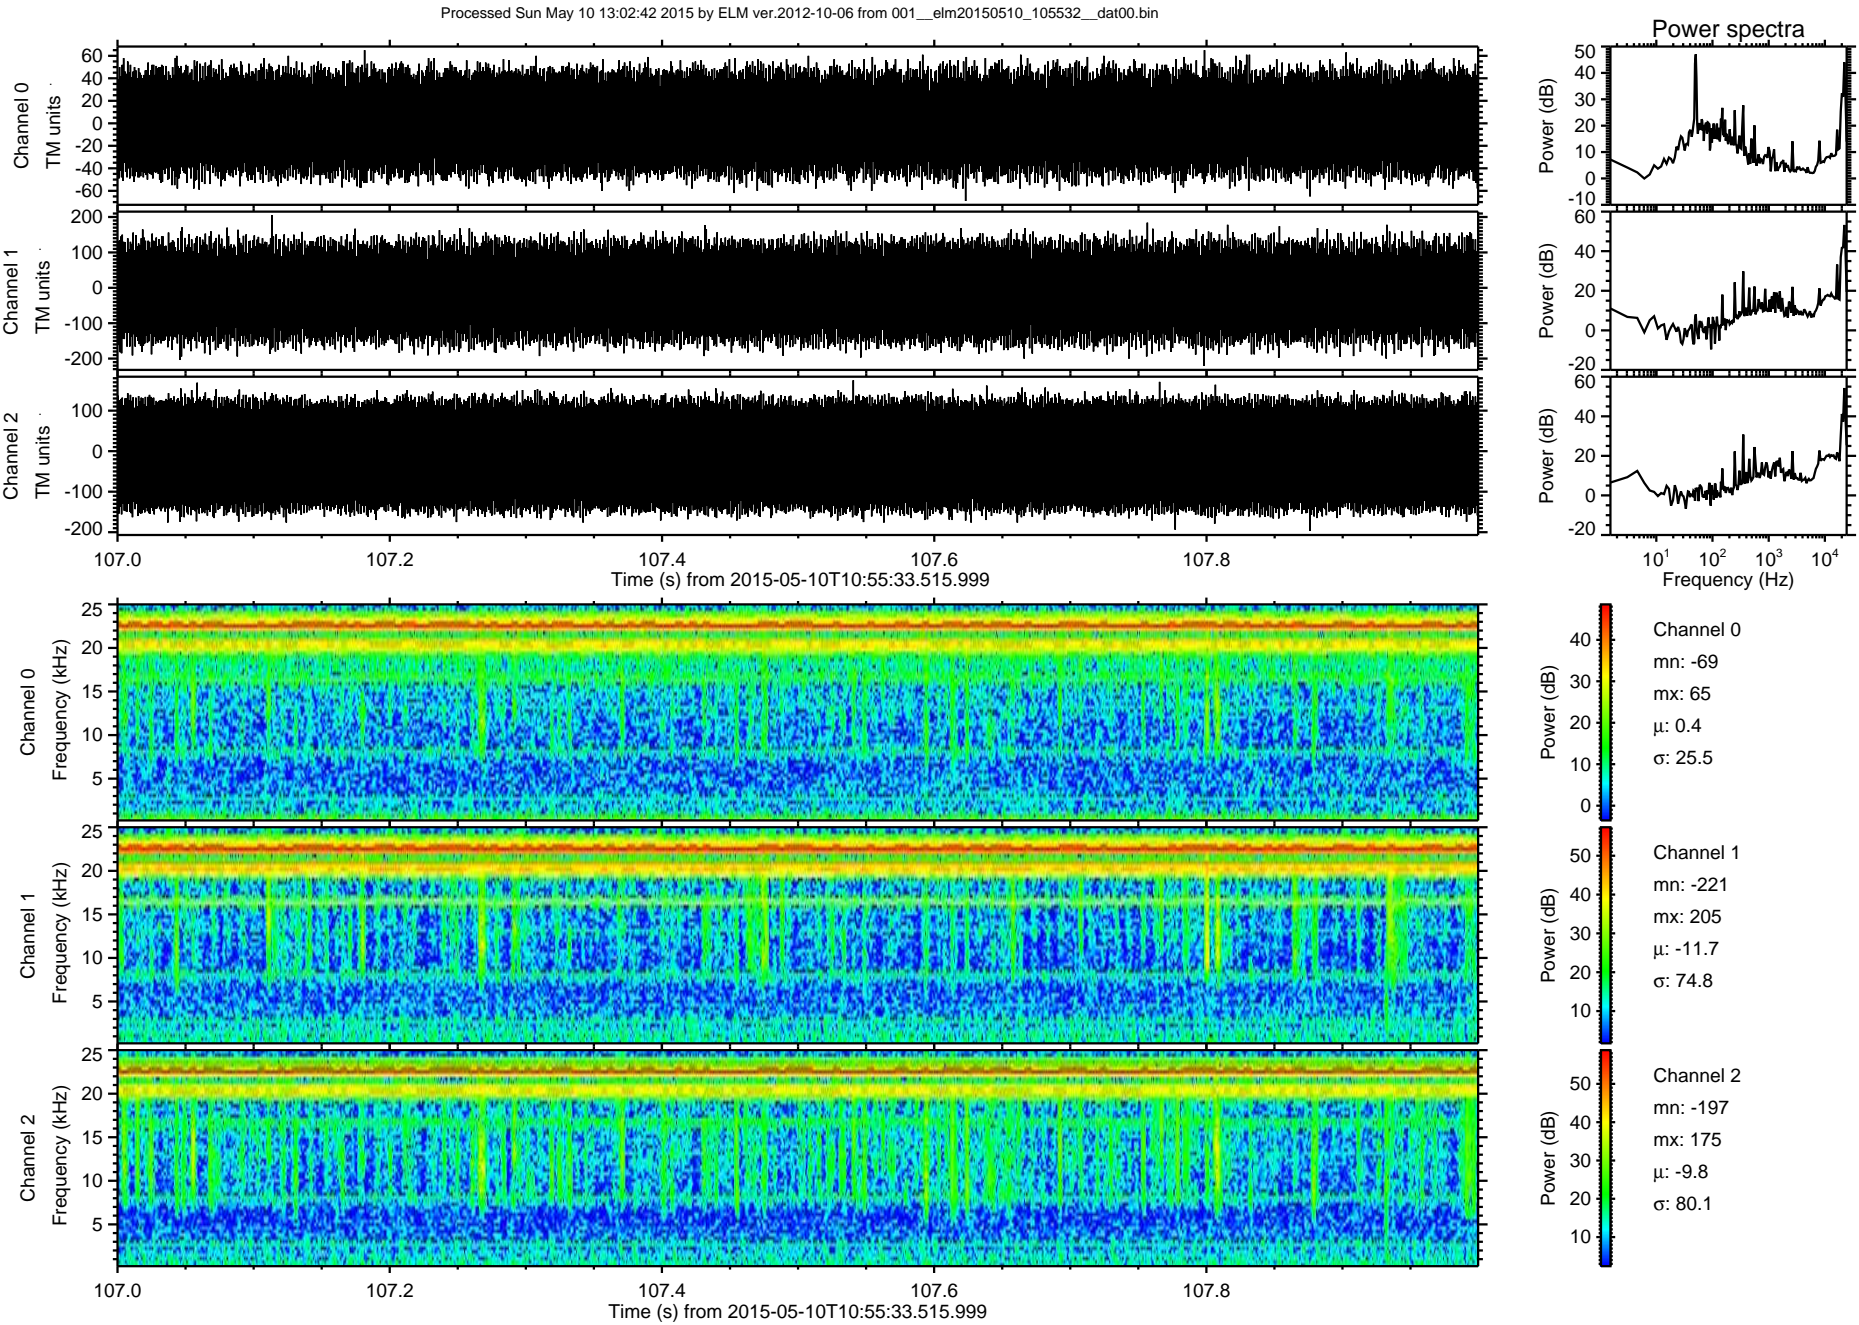 Processed Sun May 10 13:02:42 2015 by ELM ver.2012-10-06 from 001__elm20150510_105532__dat00.bin
Power spectra
Channel 0
TM units
60
40
20
0
-20
-40
-60
Power (dB)
50
40
30
20
10
0
-10
Channel 1
TM units
200
100
0
-100
-200
Power (dB)
60
40
20
0
-20
Channel 2
TM units
100
0
-100
-200
Power (dB)
60
40
20
0
-20
107.0 107.2 107.4 107.6 107.8
Time (s) from 2015-05-10T10:55:33.515.999
10¹ 10² 10³ 10⁴
Frequency (Hz)
Channel 0
Frequency (kHz)
25
20
15
10
5
Power (dB)
40
30
20
10
0
Channel 0
mn: -69
mx: 65
μ: 0.4
σ: 25.5
Channel 1
Frequency (kHz)
25
20
15
10
5
Power (dB)
50
40
30
20
10
Channel 1
mn: -221
mx: 205
μ: -11.7
σ: 74.8
Channel 2
Frequency (kHz)
25
20
15
10
5
Power (dB)
50
40
30
20
10
Channel 2
mn: -197
mx: 175
μ: -9.8
σ: 80.1
107.0 107.2 107.4 107.6 107.8
Time (s) from 2015-05-10T10:55:33.515.999